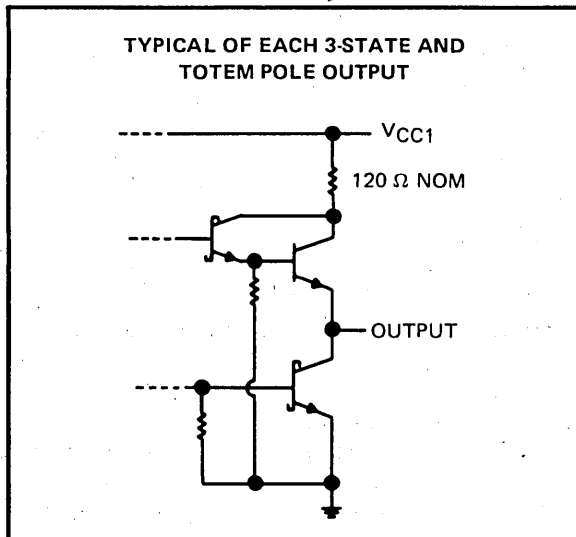 TYPICAL OF EACH 3-STATE AND
TOTEM POLE OUTPUT
VCC1
120 Ω NOM
OUTPUT